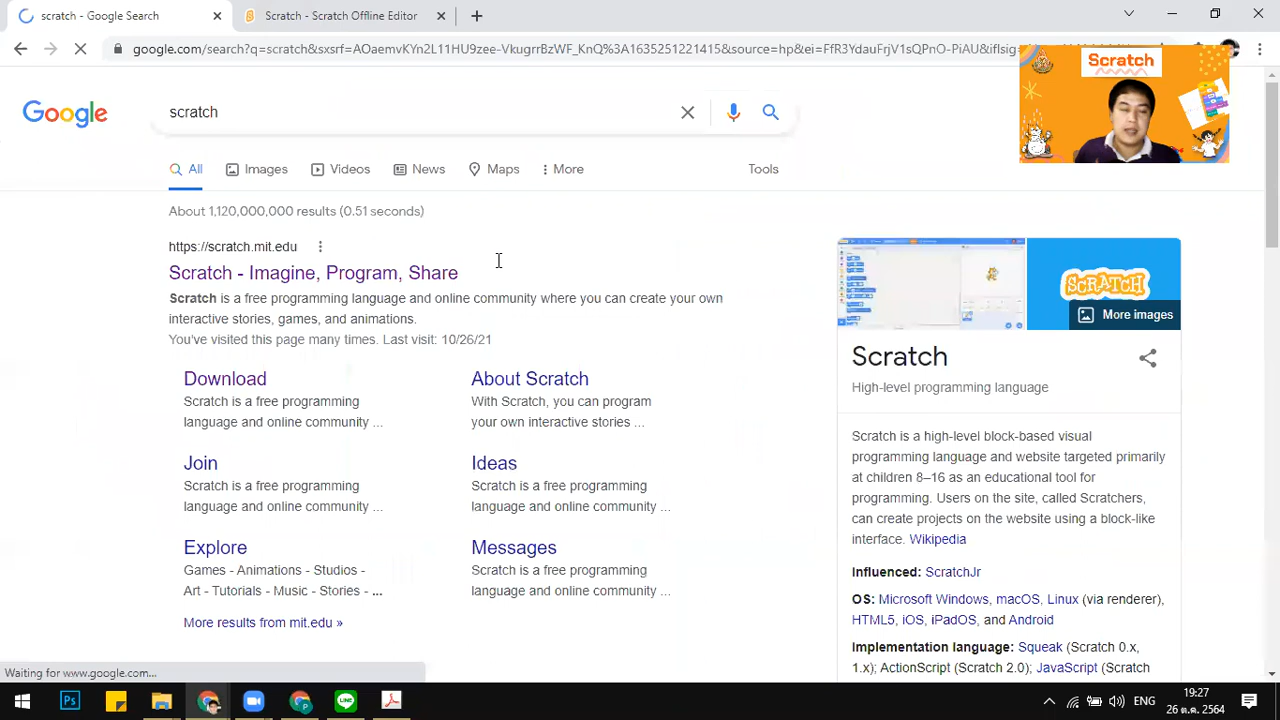 scratch - Google Search
Scratch - Scratch Offline Editor
google.com/search?q=scratch&sxsrf=AOaemvKYn2L11HU9zee-VkugrrBzWF_KnQ%3A1635251221415&source=hp&ei=FfR3YdauFrjV1sQPnO-PiAU&iflsig=
Scratch
Google
scratch
All
Images
Videos
News
Maps
More
Tools
About 1,120,000,000 results (0.51 seconds)
https://scratch.mit.edu
Scratch - Imagine, Program, Share
Scratch is a free programming language and online community where you can create your own
interactive stories, games, and animations.
You've visited this page many times. Last visit: 10/26/21
Download
Scratch is a free programming
language and online community ...
About Scratch
With Scratch, you can program
your own interactive stories ...
Join
Scratch is a free programming
language and online community ...
Ideas
Scratch is a free programming
language and online community ...
Explore
Games - Animations - Studios -
Art - Tutorials - Music - Stories - ...
Messages
Scratch is a free programming
language and online community ...
More results from mit.edu »
SCRATCH
More images
Scratch
High-level programming language
Scratch is a high-level block-based visual
programming language and website targeted primarily
at children 8–16 as an educational tool for
programming. Users on the site, called Scratchers,
can create projects on the website using a block-like
interface. Wikipedia
Influenced: ScratchJr
OS: Microsoft Windows, macOS, Linux (via renderer),
HTML5, iOS, iPadOS, and Android
Implementation language: Squeak (Scratch 0.x,
1.x); ActionScript (Scratch 2.0); JavaScript (Scratch
Waiting for www.google.com...
Ps
LINE
ENG
19:27
26 ต.ค. 2564